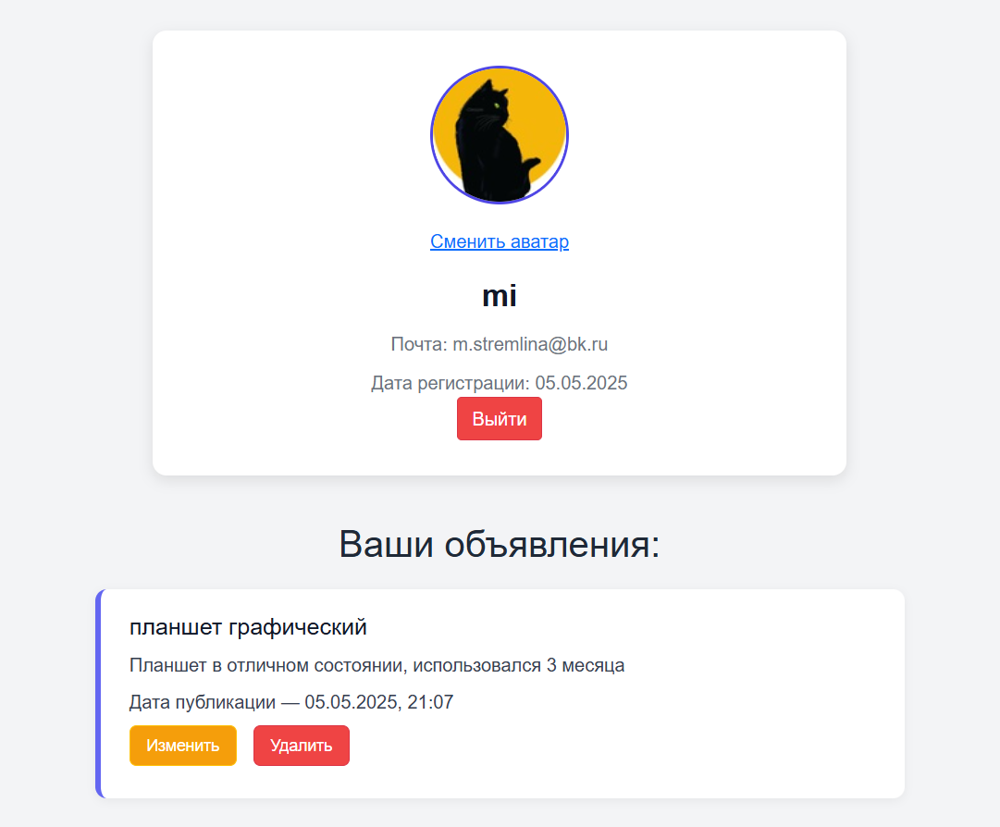 Сменить аватар
mi
Почта: m.stremlina@bk.ru
Дата регистрации: 05.05.2025
Выйти
Ваши объявления:
планшет графический
Планшет в отличном состоянии, использовался 3 месяца
Дата публикации — 05.05.2025, 21:07
Изменить Удалить